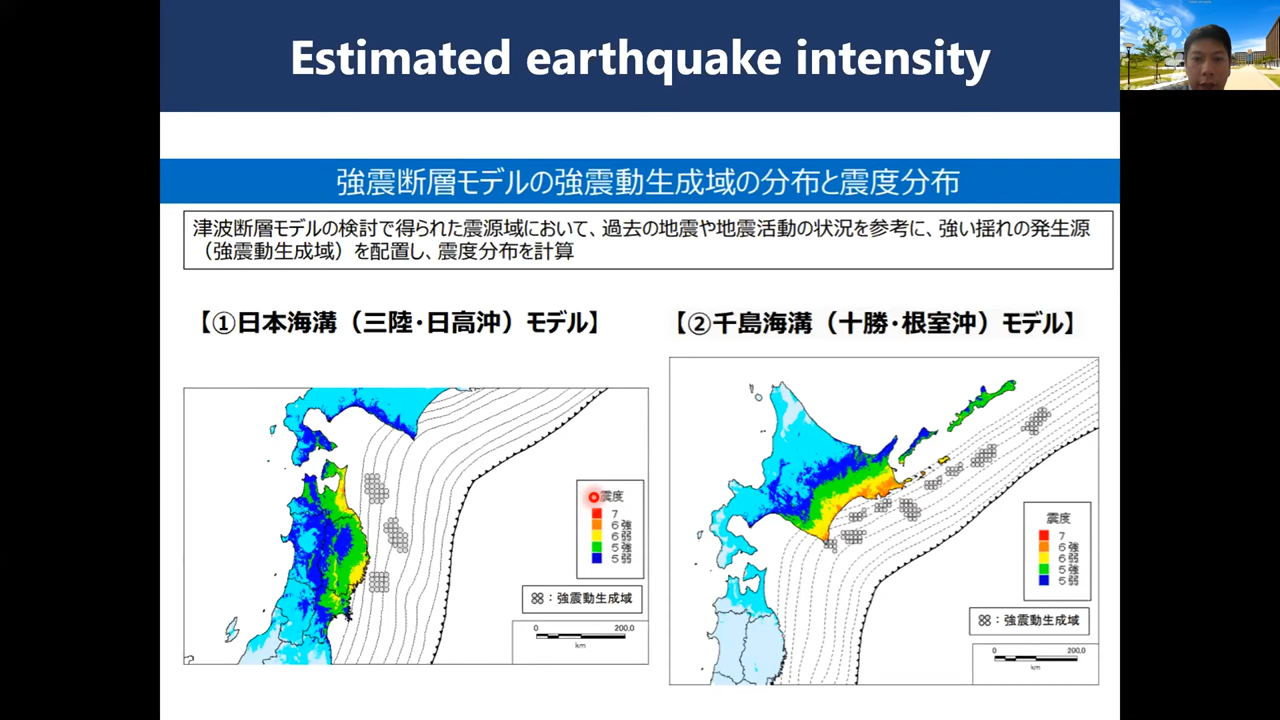 Estimated earthquake intensity
強震断層モデルの強震動生成域の分布と震度分布
津波断層モデルの検討で得られた震源域において、過去の地震や地震活動の状況を参考に、強い揺れの発生源
（強震動生成域）を配置し、震度分布を計算
【①日本海溝（三陸・日高沖）モデル】
【②千島海溝（十勝・根室沖）モデル】
震度
7
6強
6弱
5強
5弱
：強震動生成域
0 200.0
km
震度
7
6強
6弱
5強
5弱
：強震動生成域
0 200.0
km